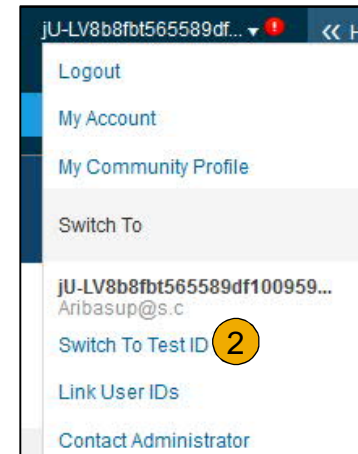 jU-LV8b8fbt565589df... ! « H
Logout
My Account
My Community Profile
Switch To
jU-LV8b8fbt565589df100959...
Aribasup@s.c
Switch To Test ID 2
Link User IDs
Contact Administrator